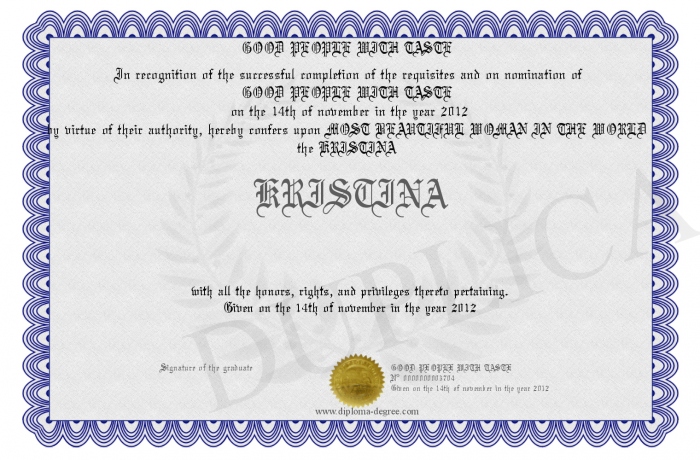 GOOD PEOPLE WITH TASTE
In recognition of the successful completion of the requisites and on nomination of
GOOD PEOPLE WITH TASTE
on the 14th of november in the year 2012
by virtue of their authority, hereby confers upon MOST BEAUTIFUL WOMAN IN THE WORLD
the KRISTINA
KRISTINA
DUPLICA
with all the honors, rights, and privileges thereto pertaining.
Given on the 14th of november in the year 2012
Signature of the graduate
GOOD PEOPLE WITH TASTE
N° 0000000003704
Given on the 14th of november in the year 2012
www.diploma-degree.com